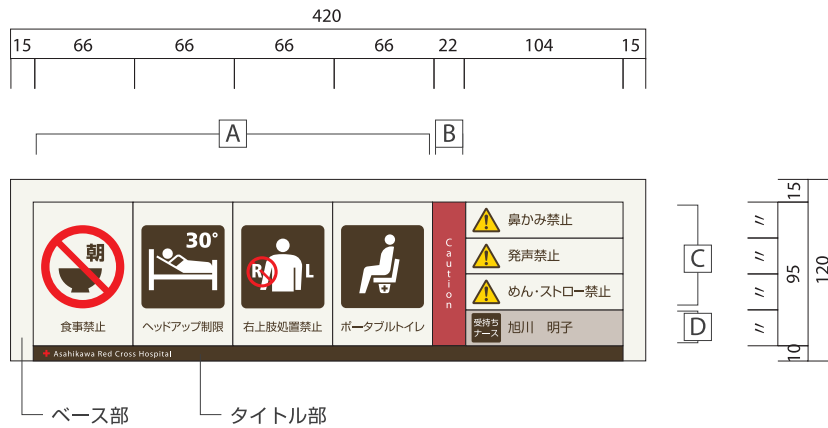 420
15 66 66 66 66 22 104 15
A B
15
朝
30°
R L
Caution
鼻かみ禁止
発声禁止
めん・ストロー禁止
受持ち
ナース
旭川 明子
食事禁止 ヘッドアップ制限 右上肢処置禁止 ポータブルトイレ
Asahikawa Red Cross Hospital
C
D
〃
〃
〃
〃
95
120
10
ベース部 タイトル部